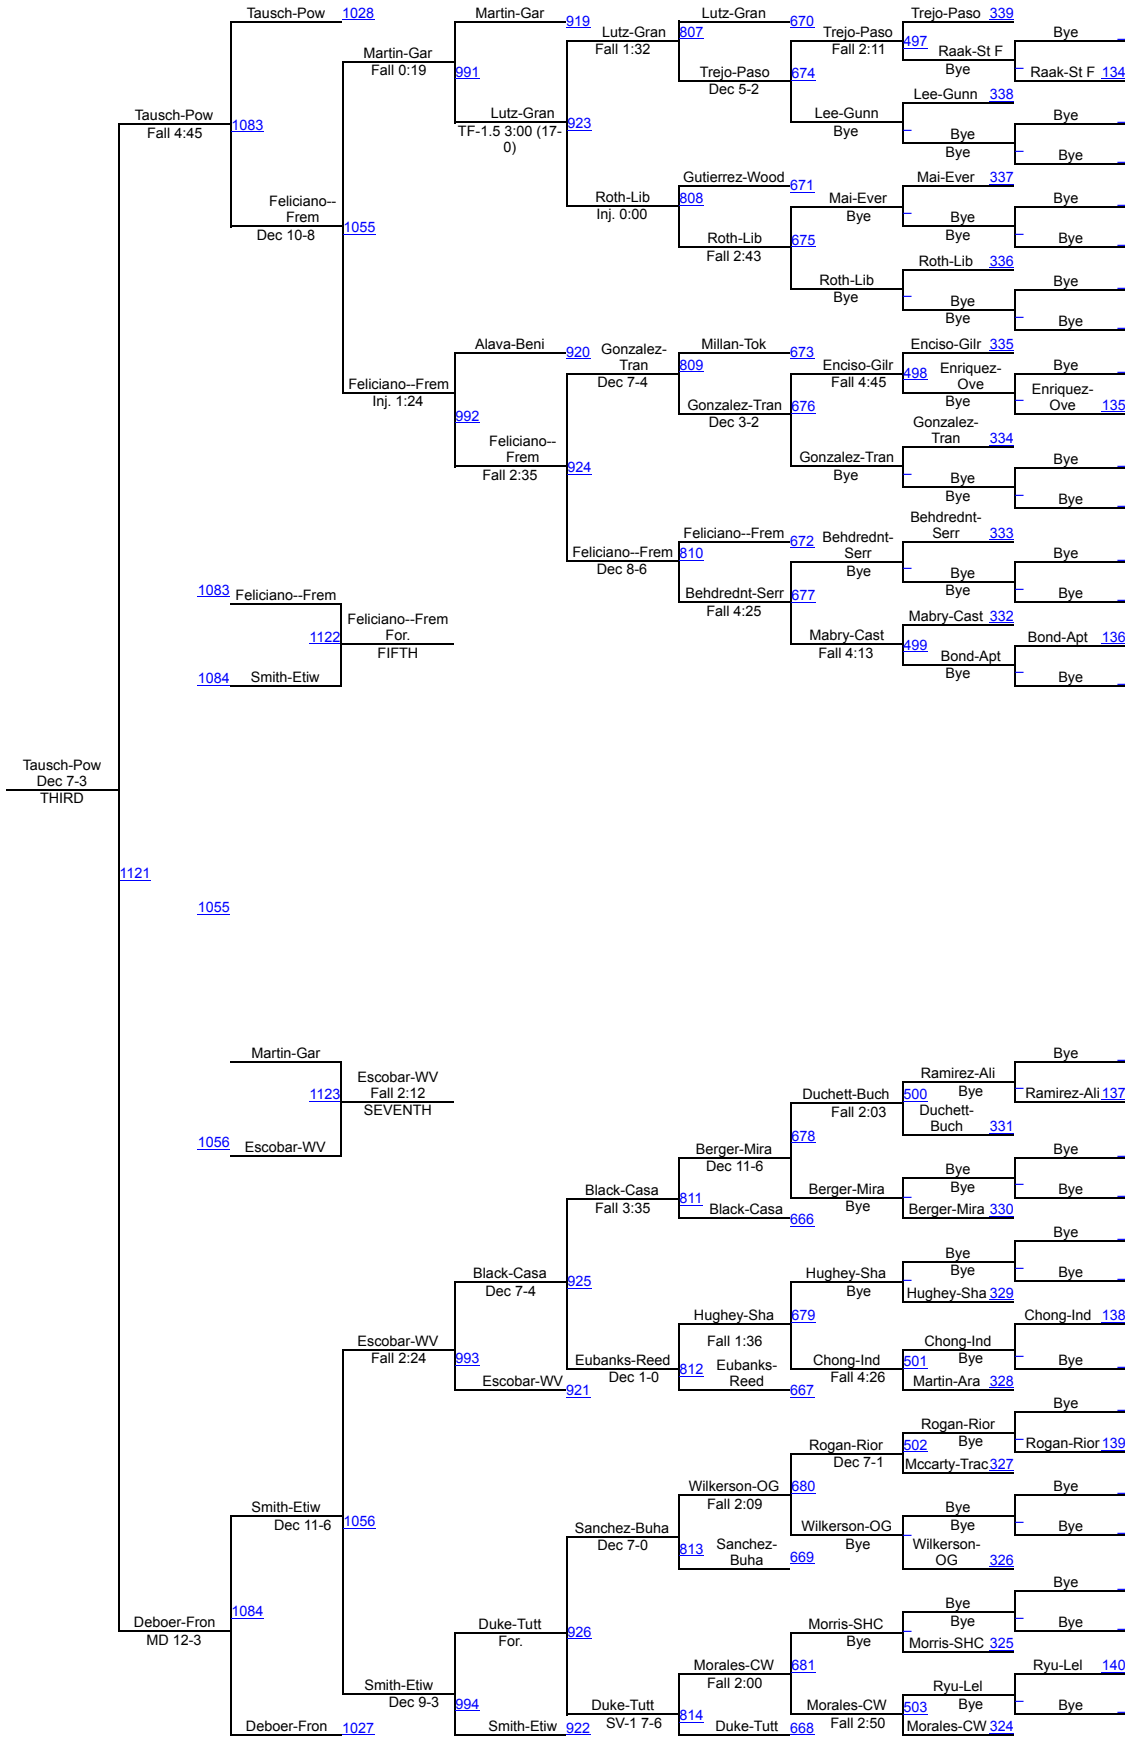 Tausch-Pow 1028
Martin-Gar
919
Lutz-Gran
670
Trejo-Paso 339
Lutz-Gran
807
Fall 1:32
Trejo-Paso
Fall 2:11
497
Bye
Raak-St F
Bye
Raak-St F 134
Martin-Gar
Fall 0:19
991
Trejo-Paso
Dec 5-2
674
Lee-Gunn 338
Tausch-Pow
Fall 4:45
1083
Lutz-Gran
TF-1.5 3:00 (17-
0)
923
Lee-Gunn
Bye
Bye
Bye
Bye
Bye
Gutierrez-Wood 671
Mai-Ever 337
Roth-Lib
Inj. 0:00
808
Mai-Ever
Bye
Bye
Bye
Bye
Bye
Feliciano--
Frem
Dec 10-8
1055
Roth-Lib
Fall 2:43
675
Roth-Lib 336
Roth-Lib
Bye
Bye
Bye
Bye
Bye
Alava-Beni 920
Gonzalez-
Tran
Dec 7-4
Millan-Tok 673
809
Enciso-Gilr 335
Enciso-Gilr
Fall 4:45
498
Enriquez-
Ove
Bye
Bye
Enriquez-
Ove 135
Feliciano--Frem
Inj. 1:24
992
Gonzalez-Tran
Dec 3-2
676
Gonzalez-
Tran 334
Feliciano--
Frem
Fall 2:35
924
Gonzalez-Tran
Bye
Bye
Bye
Bye
Bye
Behdrednt-
Serr 333
Feliciano--Frem 672
Feliciano--Frem
Dec 8-6
810
Behdrednt-
Serr
Bye
Bye
Bye
Bye
Bye
1083 Feliciano--Frem
Behdrednt-Serr
Fall 4:25
677
Mabry-Cast 332
1122
Feliciano--Frem
For.
FIFTH
Mabry-Cast
Fall 4:13
499
Bond-Apt
Bye
Bond-Apt 136
Bye
1084 Smith-Etiw
Tausch-Pow
Dec 7-3
THIRD
1121
1055
Martin-Gar
1123
Escobar-WV
Fall 2:12
SEVENTH
1056 Escobar-WV
Bye
Ramirez-Ali
Bye
Ramirez-Ali 137
Duchett-Buch
Fall 2:03
500
Duchett-
Buch 331
Berger-Mira
Dec 11-6
678
Bye
Bye
Bye
Bye
Black-Casa
Fall 3:35
811
Black-Casa 666
Berger-Mira
Bye
Berger-Mira 330
Bye
Bye
Bye
Bye
Black-Casa
Dec 7-4
925
Hughey-Sha
Bye
Hughey-Sha 329
Hughey-Sha
Fall 1:36
679
Chong-Ind 138
Escobar-WV
Fall 2:24
993
Eubanks-Reed
Dec 1-0
812
Eubanks-
Reed 667
Chong-Ind
Fall 4:26
501
Chong-Ind
Bye
Bye
Martin-Ara 328
Escobar-WV 921
Bye
Rogan-Rior
Bye
Rogan-Rior 139
Rogan-Rior
Dec 7-1
502
Mccarty-Trac 327
Wilkerson-OG
Fall 2:09
680
Bye
Bye
Bye
Bye
Smith-Etiw
Dec 11-6
1056
Sanchez-Buha
Dec 7-0
813
Sanchez-
Buha 669
Wilkerson-OG
Bye
Wilkerson-
OG 326
Bye
Bye
Bye
Bye
Deboer-Fron
MD 12-3
1084
Duke-Tutt
For.
926
Morris-SHC
Bye
Morris-SHC 325
Morales-CW
Fall 2:00
681
Ryu-Lel 140
Smith-Etiw
Dec 9-3
994
Ryu-Lel
Bye
Bye
Duke-Tutt
SV-1 7-6
814
Morales-CW
Fall 2:50
503
Morales-CW 324
Deboer-Fron 1027
Smith-Etiw 922
Duke-Tutt 668